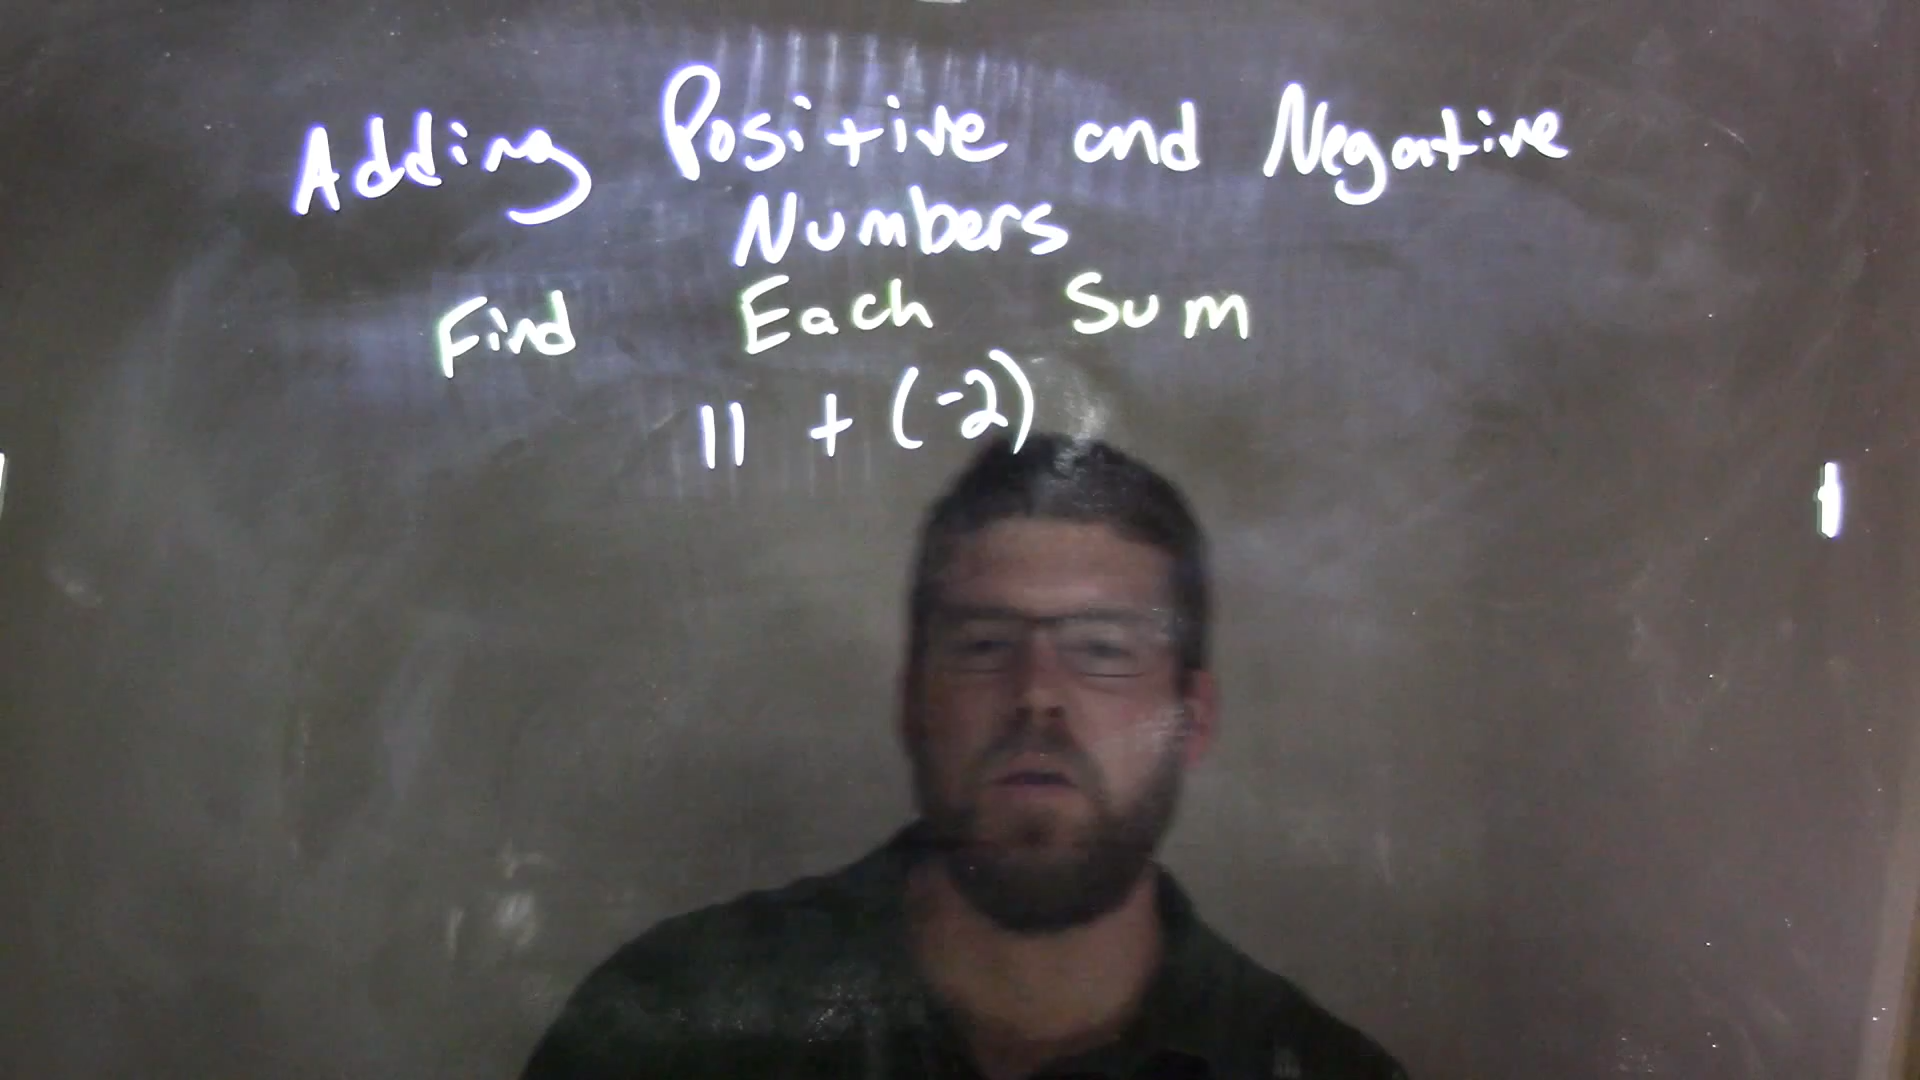 Adding Positive and Negative
Numbers
Find Each Sum
11 + (-2)